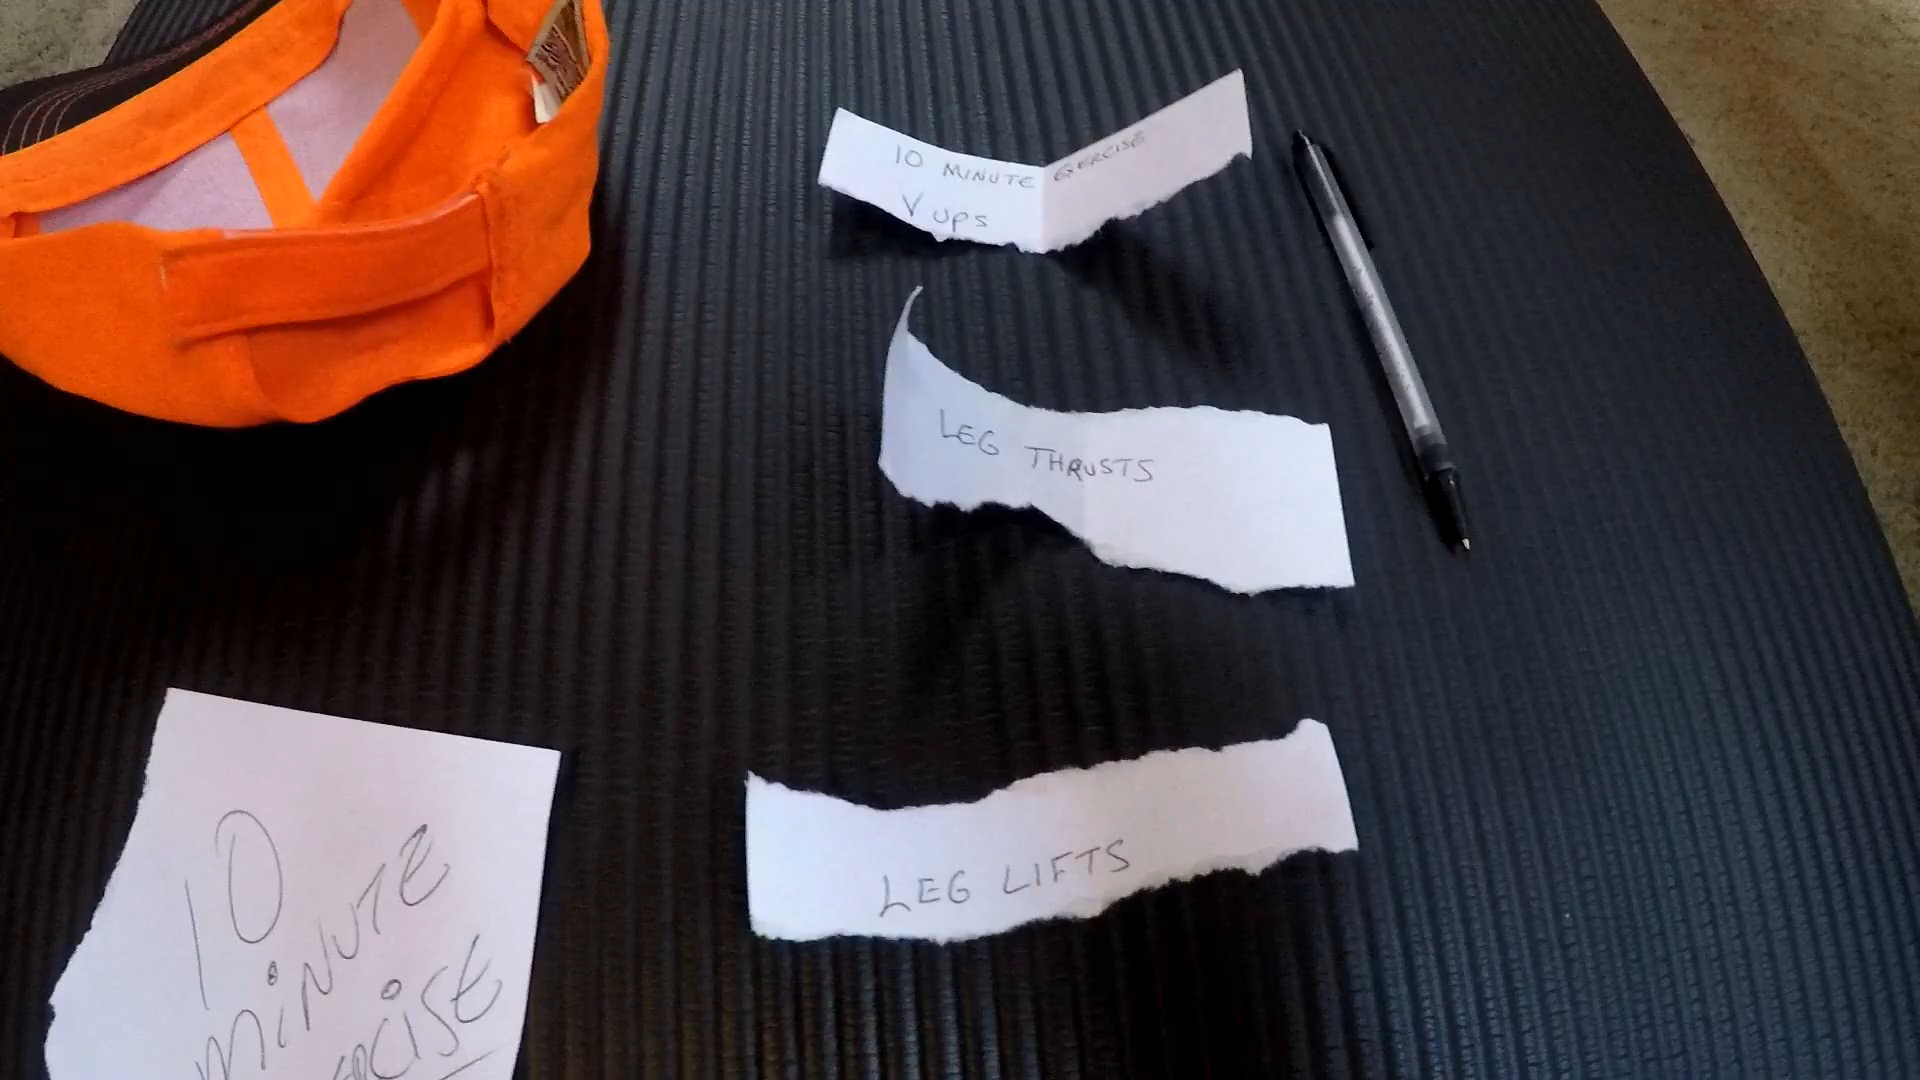 10 MINUTE EXERCISE
V UPS
LEG THRUSTS
LEG LIFTS
10
MiNUTE